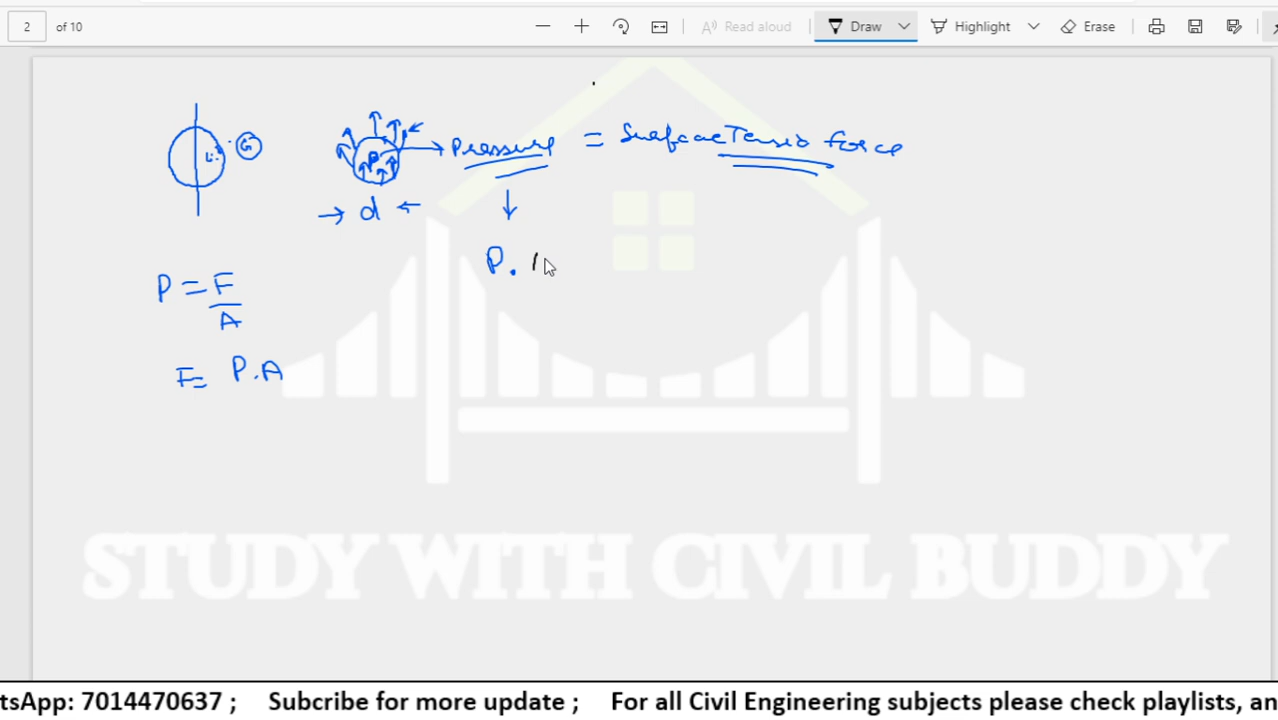 2 of 10 Read aloud Draw Highlight Erase
L G P Pressure = Surface Tensio force
d
P.
P = F
A
F = P.A
STUDY WITH CIVIL BUDDY
tsApp: 7014470637 ; Subcribe for more update ; For all Civil Engineering subjects please check playlists, an